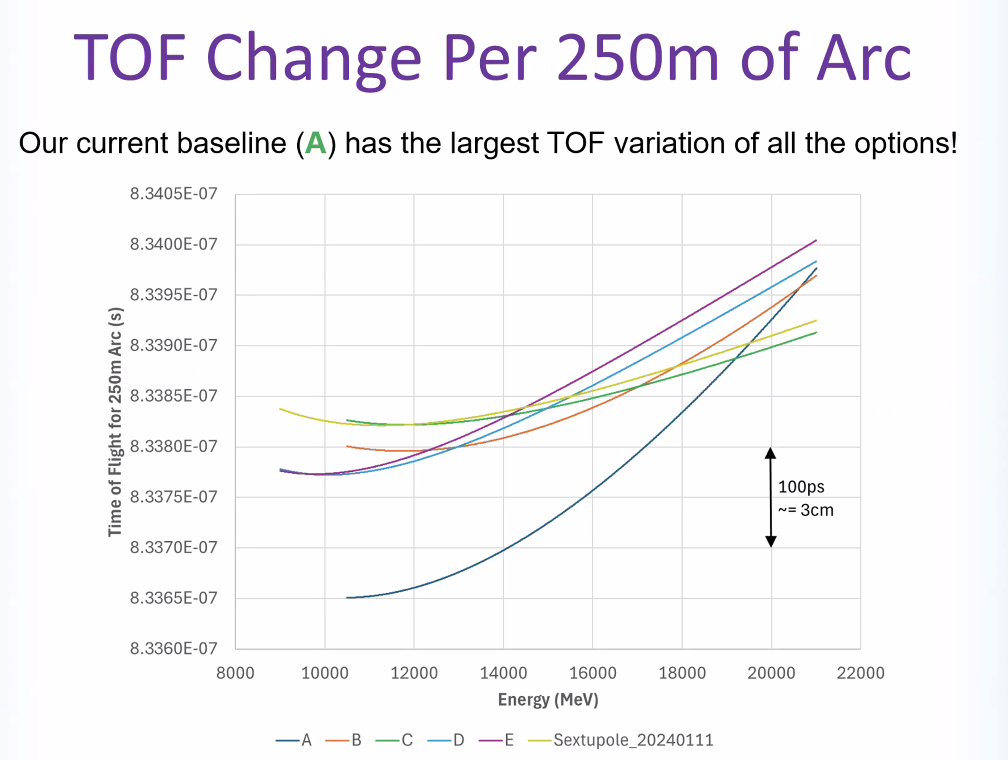 TOF Change Per 250m of Arc
Our current baseline (A) has the largest TOF variation of all the options!
Time of Flight for 250m Arc (s)
8.3405E-07
8.3400E-07
8.3395E-07
8.3390E-07
8.3385E-07
8.3380E-07
8.3375E-07
8.3370E-07
8.3365E-07
8.3360E-07
100ps
~= 3cm
8000 10000 12000 14000 16000 18000 20000 22000
Energy (MeV)
A B C D E Sextupole_20240111